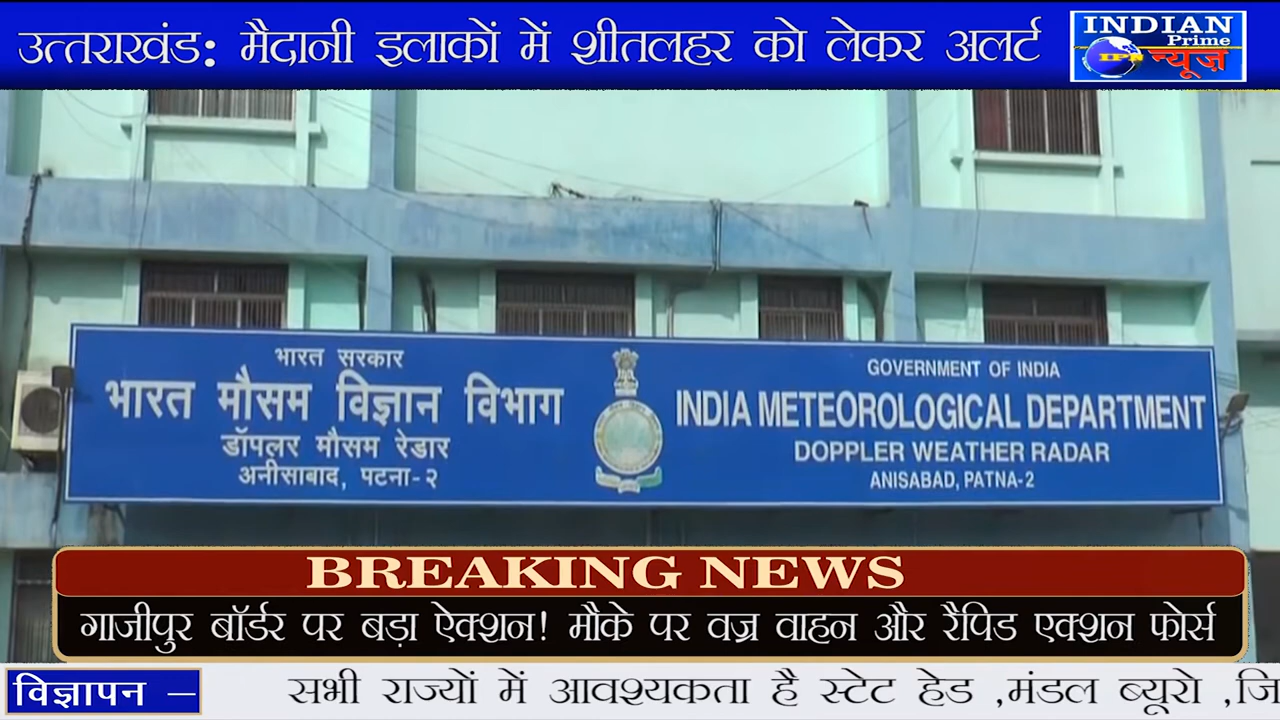 उत्तराखंड: मैदानी इलाकों में शीतलहर को लेकर अलर्ट
INDIAN
Prime
IPN
न्यूज़
भारत सरकार
भारत मौसम विज्ञान विभाग
डॉपलर मौसम रेडार
अनीसाबाद, पटना-२
GOVERNMENT OF INDIA
INDIA METEOROLOGICAL DEPARTMENT
DOPPLER WEATHER RADAR
ANISABAD, PATNA-2
BREAKING NEWS
गाजीपुर बॉर्डर पर बड़ा ऐक्शन! मौके पर वज्र वाहन और रैपिड एक्शन फोर्स
विज्ञापन –
सभी राज्यों में आवश्यकता है स्टेट हेड ,मंडल ब्यूरो ,जि